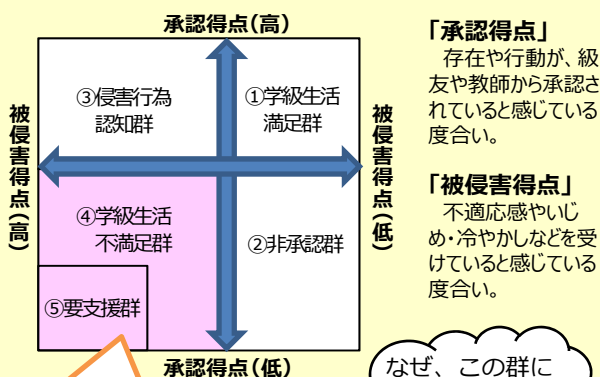 承認得点(高)
③侵害行為
認知群
①学級生活
満足群
被侵害得点(高)
被侵害得点(低)
④学級生活
不満足群
②非承認群
⑤要支援群
承認得点(低)
「承認得点」
存在や行動が、級
友や教師から承認さ
れていると感じている
度合い。
「被侵害得点」
不適応感やいじ
め・冷やかしなどを受
けていると感じている
度合い。
なぜ、この群に